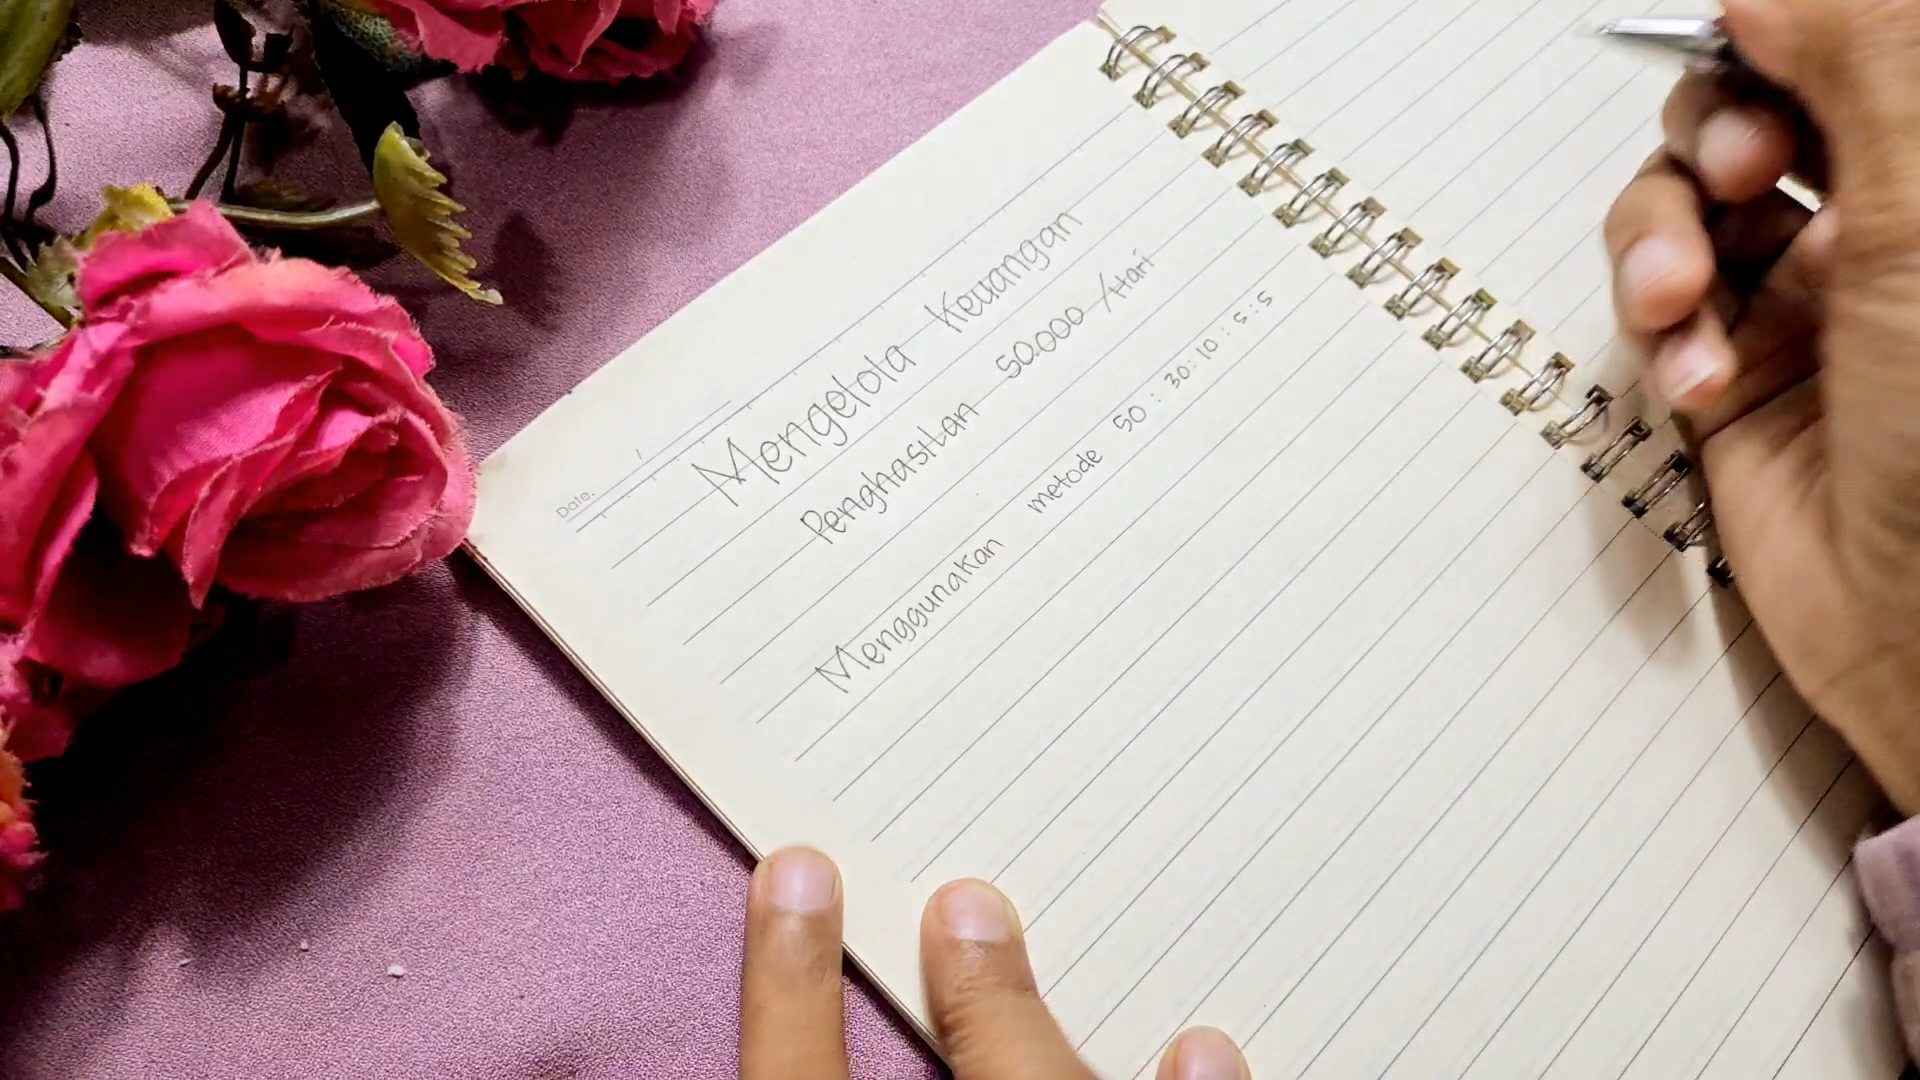 Date.
Mengelola Keuangan
Penghasilan 50.000 /Hari
Menggunakan metode 50 : 30 : 10 : 5 : 5